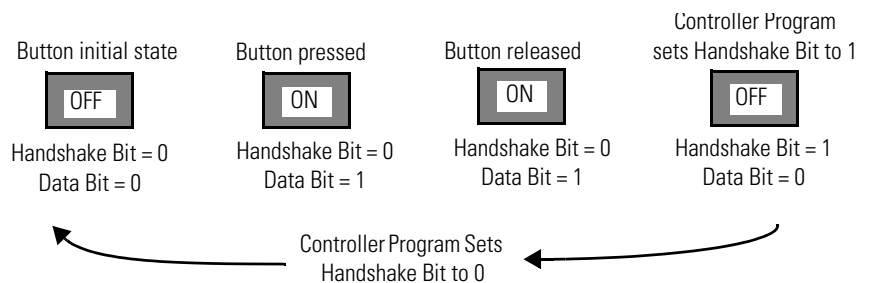 Controller Program
Button initial state
Button pressed
Button released
sets Handshake Bit to 1
OFF
ON
ON
OFF
Handshake Bit = 0
Data Bit = 0
Handshake Bit = 0
Data Bit = 1
Handshake Bit = 0
Data Bit = 1
Handshake Bit = 1
Data Bit = 0
Controller Program Sets
Handshake Bit to 0